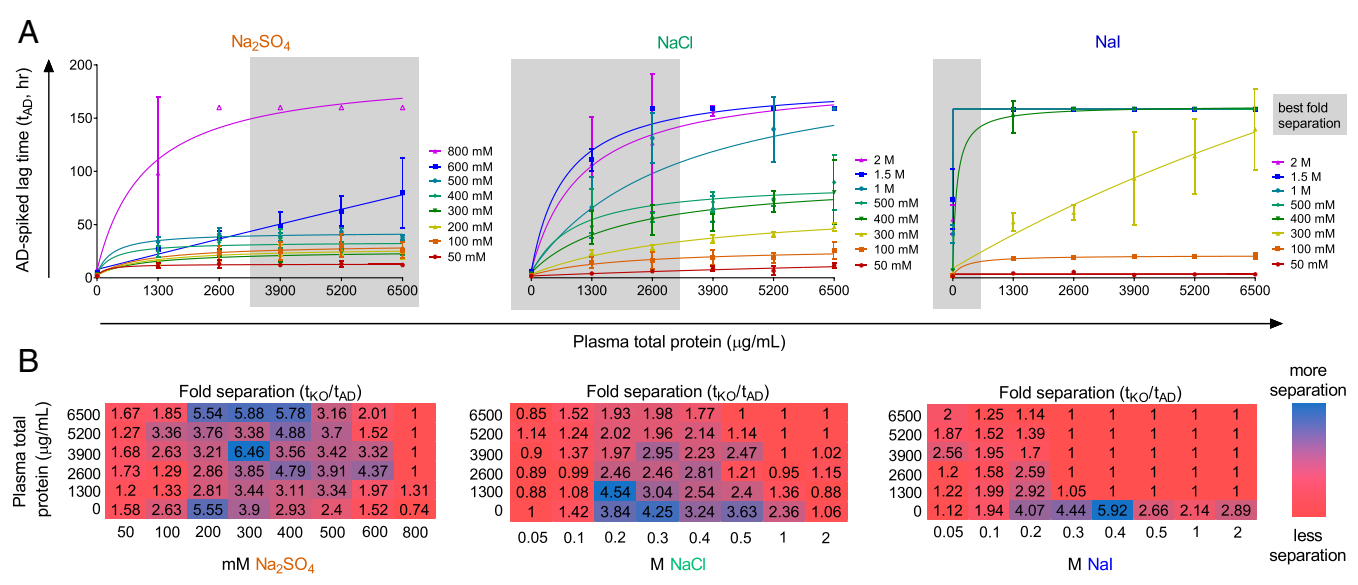 A
Na2SO4
NaCl
NaI
AD-spiked lag time (tAD, hr)
200
150
100
50
0
0 1300 2600 3900 5200 6500
800 mM
600 mM
500 mM
400 mM
300 mM
200 mM
100 mM
50 mM
0 1300 2600 3900 5200 6500
2 M
1.5 M
1 M
500 mM
400 mM
300 mM
100 mM
50 mM
0 1300 2600 3900 5200 6500
best fold
separation
2 M
1.5 M
1 M
500 mM
400 mM
300 mM
100 mM
50 mM
Plasma total protein (μg/mL)
B
Plasma total
protein (μg/mL)
Fold separation (tKO/tAD)
6500 1.67 1.85 5.54 5.88 5.78 3.16 2.01 1
5200 1.27 3.36 3.76 3.38 4.88 3.7 1.52 1
3900 1.68 2.63 3.21 6.46 3.56 3.42 3.32 1
2600 1.73 1.29 2.86 3.85 4.79 3.91 4.37 1
1300 1.2 1.33 2.81 3.44 3.11 3.34 1.97 1.31
0 1.58 2.63 5.55 3.9 2.93 2.4 1.52 0.74
50 100 200 300 400 500 600 800
mM Na2SO4
Fold separation (tKO/tAD)
6500 0.85 1.52 1.93 1.98 1.77 1 1 1
5200 1.14 1.24 2.02 1.96 2.14 1.14 1 1
3900 0.9 1.37 1.97 2.95 2.23 2.47 1 1.02
2600 0.89 0.99 2.46 2.46 2.81 1.21 0.95 1.15
1300 0.88 1.08 4.54 3.04 2.54 2.4 1.36 0.88
0 1 1.42 3.84 4.25 3.24 3.63 2.36 1.06
0.05 0.1 0.2 0.3 0.4 0.5 1 2
M NaCl
Fold separation (tKO/tAD)
6500 2 1.25 1.14 1 1 1 1 1
5200 1.87 1.52 1.39 1 1 1 1 1
3900 2.56 1.95 1.7 1 1 1 1 1
2600 1.2 1.58 2.59 1 1 1 1 1
1300 1.22 1.99 2.92 1.05 1 1 1 1
0 1.12 1.94 4.07 4.44 5.92 2.66 2.14 2.89
0.05 0.1 0.2 0.3 0.4 0.5 1 2
M NaI
more
separation
less
separation